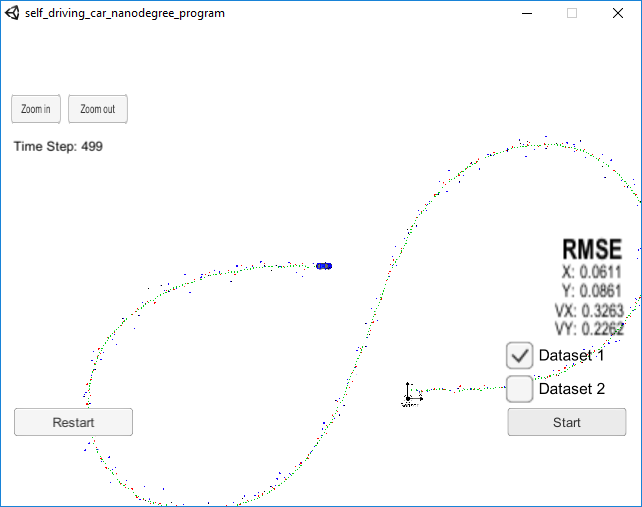 self_driving_car_nanodegree_program
Zoom in
Zoom out
Time Step: 499
RMSE
X: 0.0611
Y: 0.0861
VX: 0.3263
VY: 0.2262
Dataset 1
Dataset 2
Restart
Start